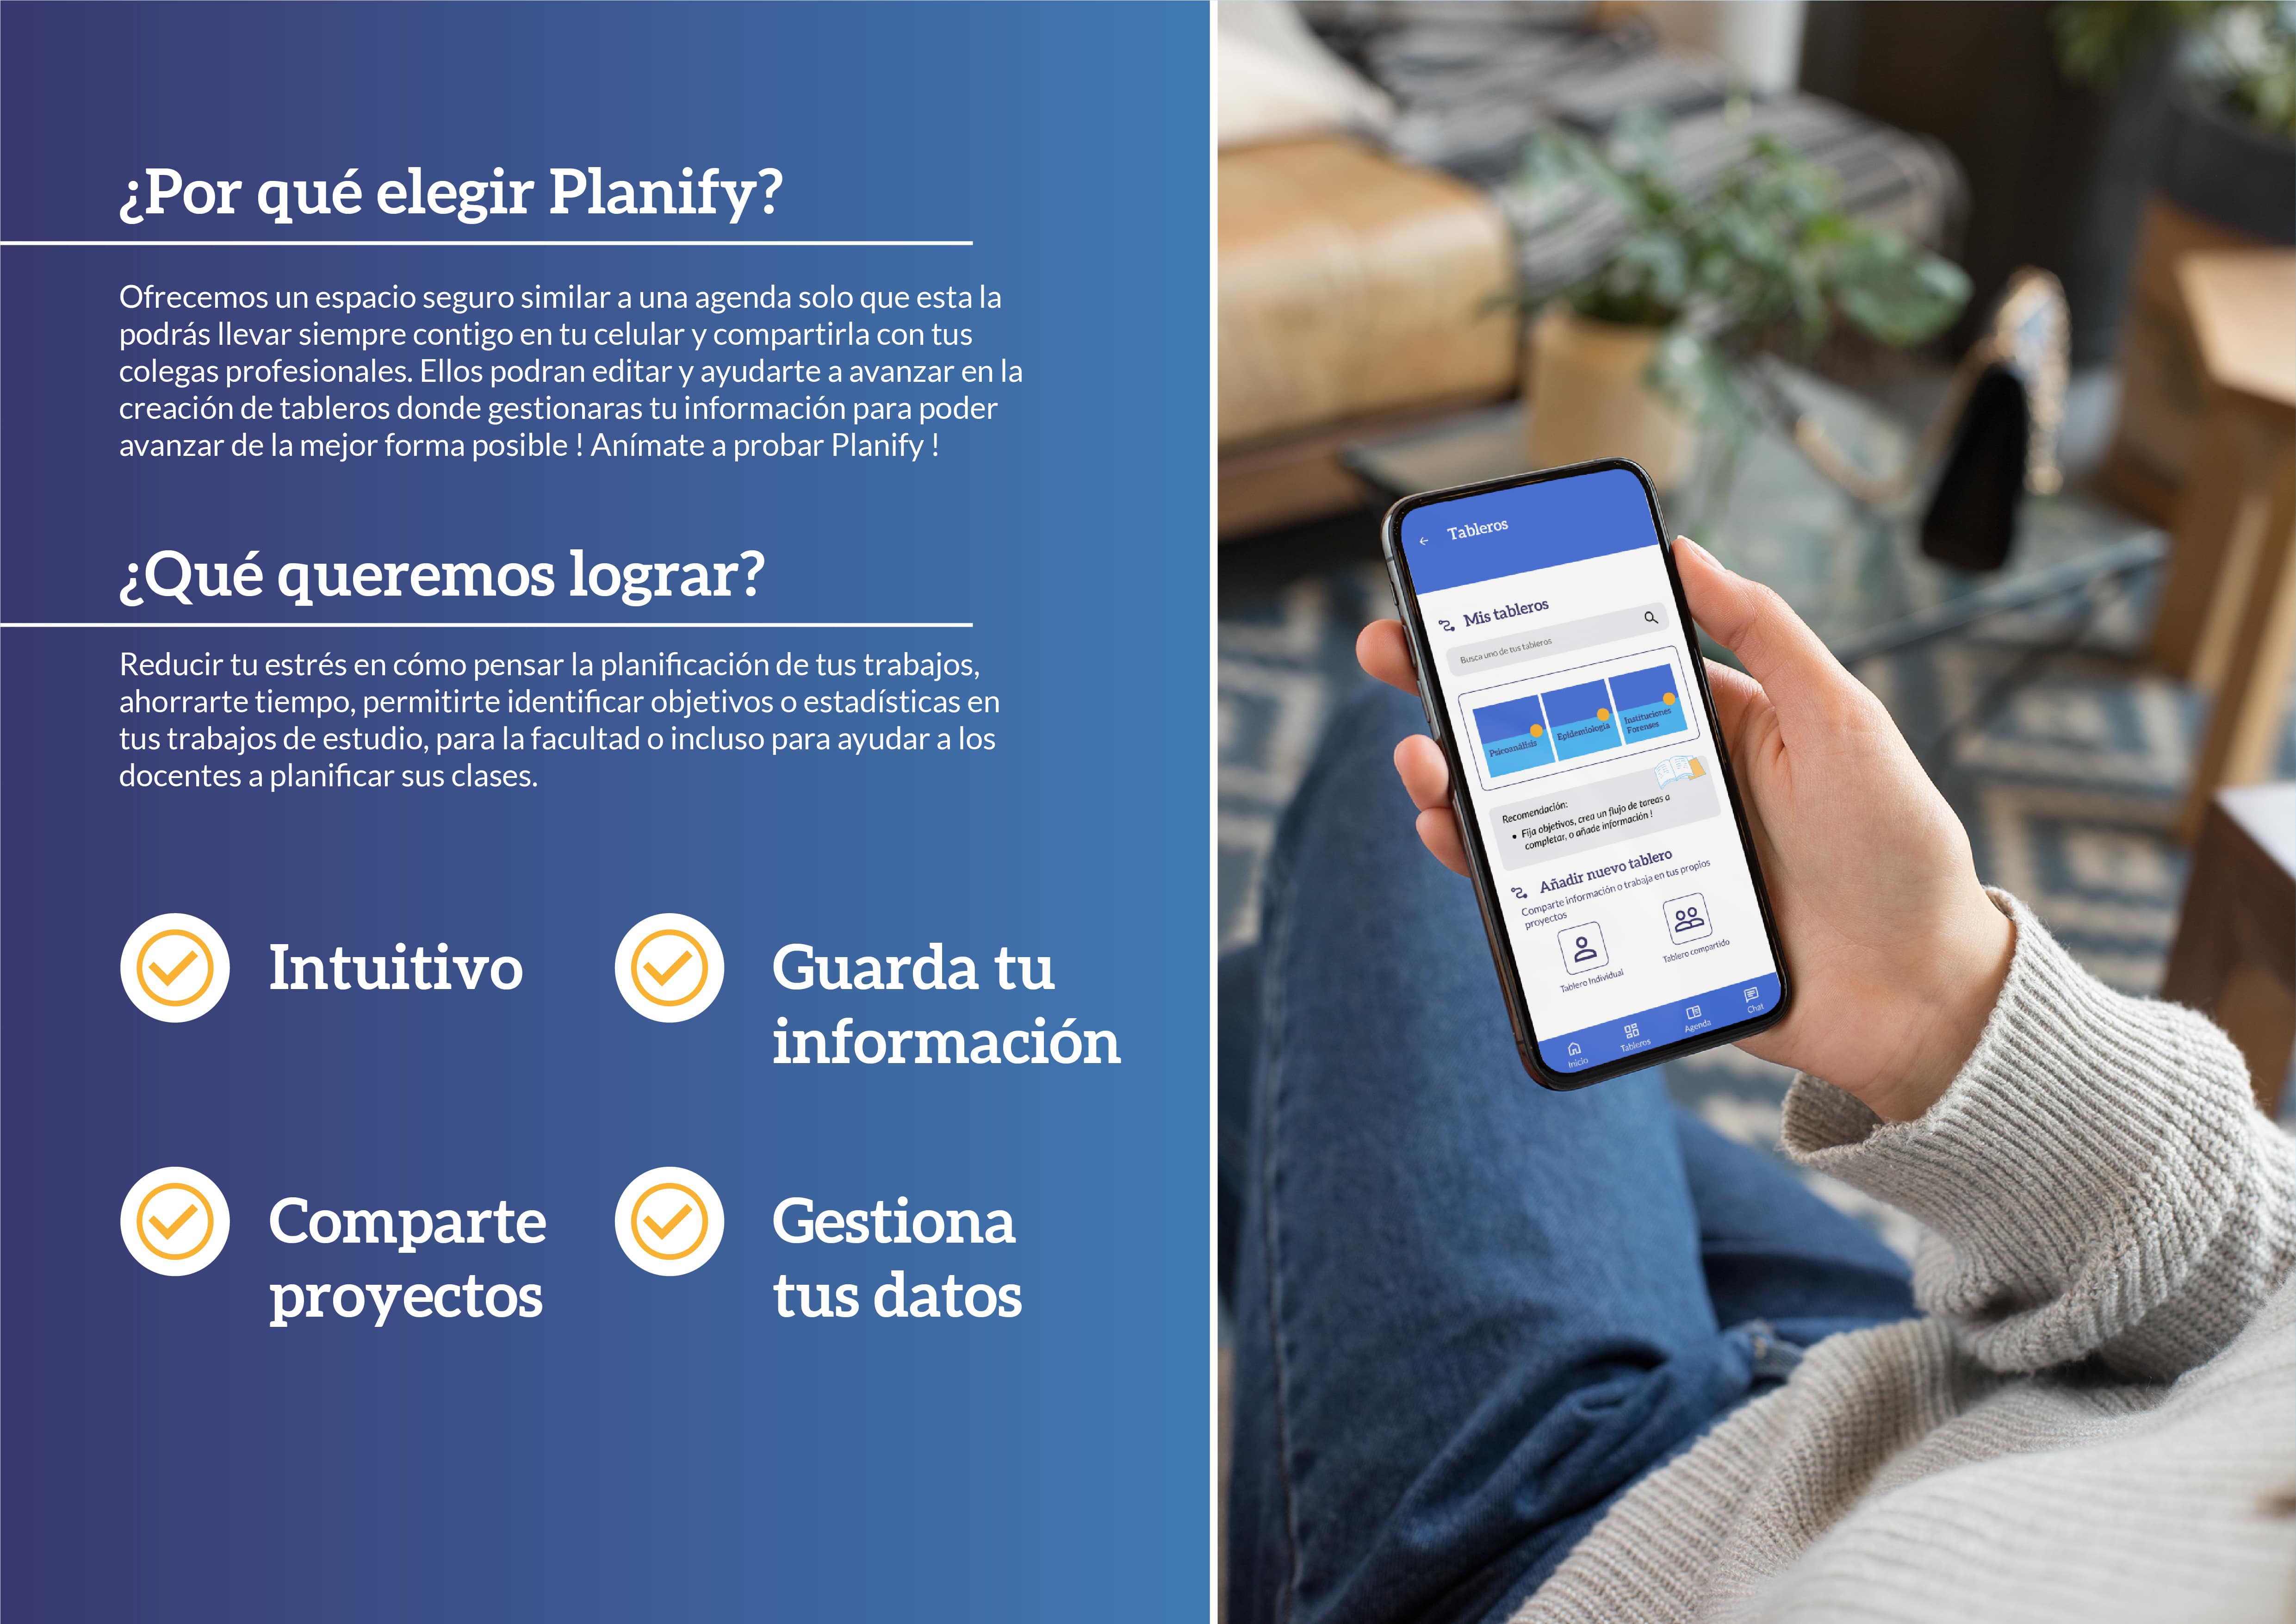 ¿Por qué elegir Planify?
Ofrecemos un espacio seguro similar a una agenda solo que esta la
podrás llevar siempre contigo en tu celular y compartirla con tus
colegas profesionales. Ellos podran editar y ayudarte a avanzar en la
creación de tableros donde gestionaras tu información para poder
avanzar de la mejor forma posible ! Anímate a probar Planify !
¿Qué queremos lograr?
Reducir tu estrés en cómo pensar la planificación de tus trabajos,
ahorrarte tiempo, permitirte identificar objetivos o estadísticas en
tus trabajos de estudio, para la facultad o incluso para ayudar a los
docentes a planificar sus clases.
Intuitivo
Guarda tu
información
Comparte
proyectos
Gestiona
tus datos
Tableros
Mis tableros
Busca uno de tus tableros
Psicoanálisis
Epidemiología
Instituciones
Forenses
Recomendación:
• Fija objetivos, crea un flujo de tareas a
completar, o añade información !
Añadir nuevo tablero
Comparte información o trabaja en tus propios
proyectos
Tablero Individual
Tablero compartido
Inicio
Tableros
Agenda
Chat